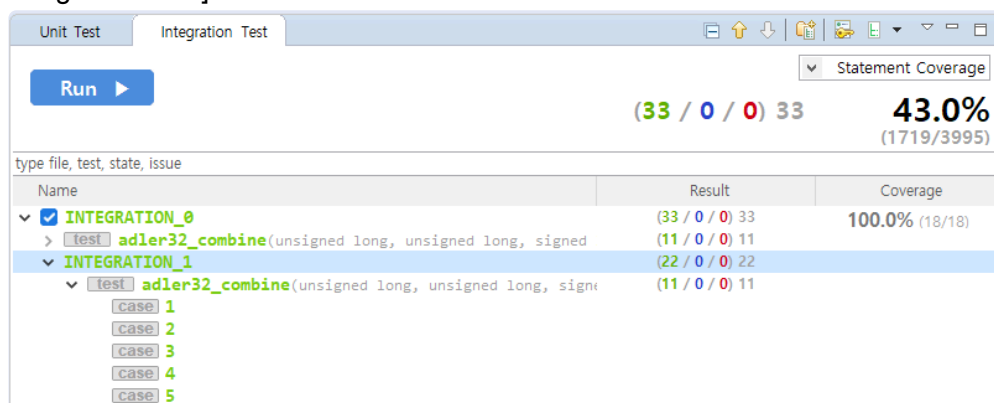 Unit Test Integration Test
Statement Coverage
Run
(33 / 0 / 0) 33 43.0%
(1719/3995)
type file, test, state, issue
Name Result Coverage
INTEGRATION_0 (33 / 0 / 0) 33 100.0% (18/18)
test adler32_combine(unsigned long, unsigned long, signed (11 / 0 / 0) 11
INTEGRATION_1 (22 / 0 / 0) 22
test adler32_combine(unsigned long, unsigned long, signe (11 / 0 / 0) 11
case 1
case 2
case 3
case 4
case 5